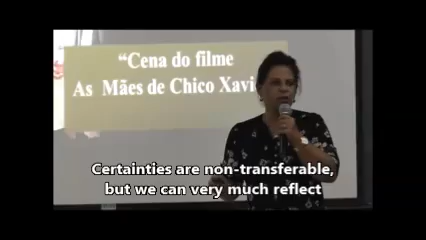 “Cena do filme
As Mães de Chico Xavi
Certainties are non-transferable,
but we can very much reflect